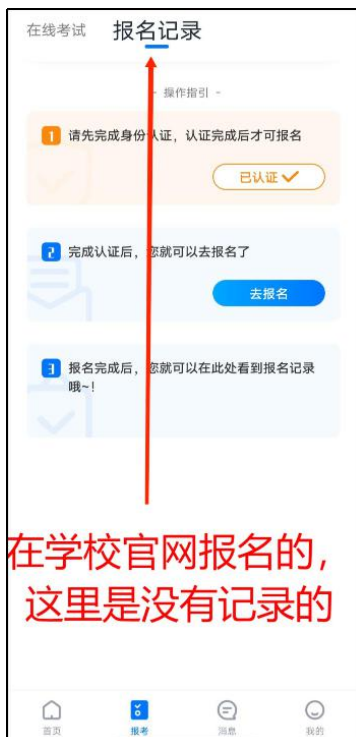 在线考试 报名记录
- 操作指引 -
1 请先完成身份认证，认证完成后才可报名
已认证
2 完成认证后，您就可以去报名了
去报名
3 报名完成后，您就可以在此处看到报名记录
哦~!
在学校官网报名的，
这里是没有记录的
首页 报考 消息 我的